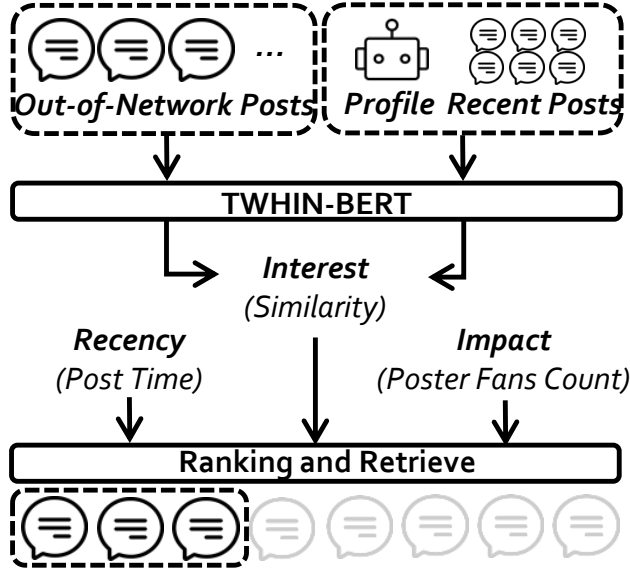 ...
Out-of-Network Posts
Profile Recent Posts
TWHIN-BERT
Interest
(Similarity)
Recency
(Post Time)
Impact
(Poster Fans Count)
Ranking and Retrieve